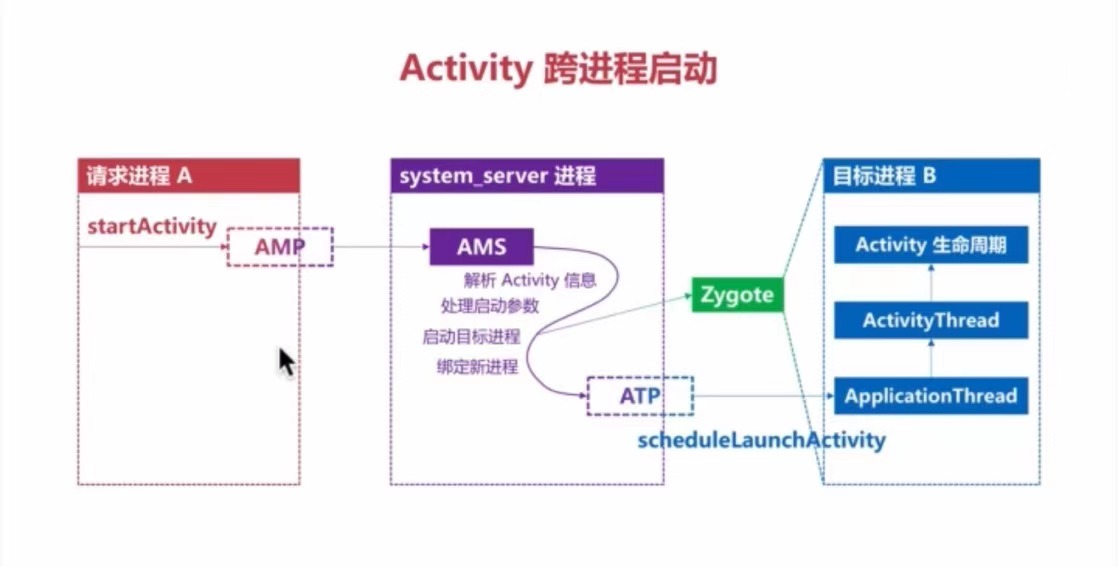 Activity 跨进程启动
请求进程 A
startActivity
AMP
system_server 进程
AMS
解析 Activity 信息
处理启动参数
启动目标进程
绑定新进程
ATP
scheduleLaunchActivity
Zygote
目标进程 B
Activity 生命周期
ActivityThread
ApplicationThread